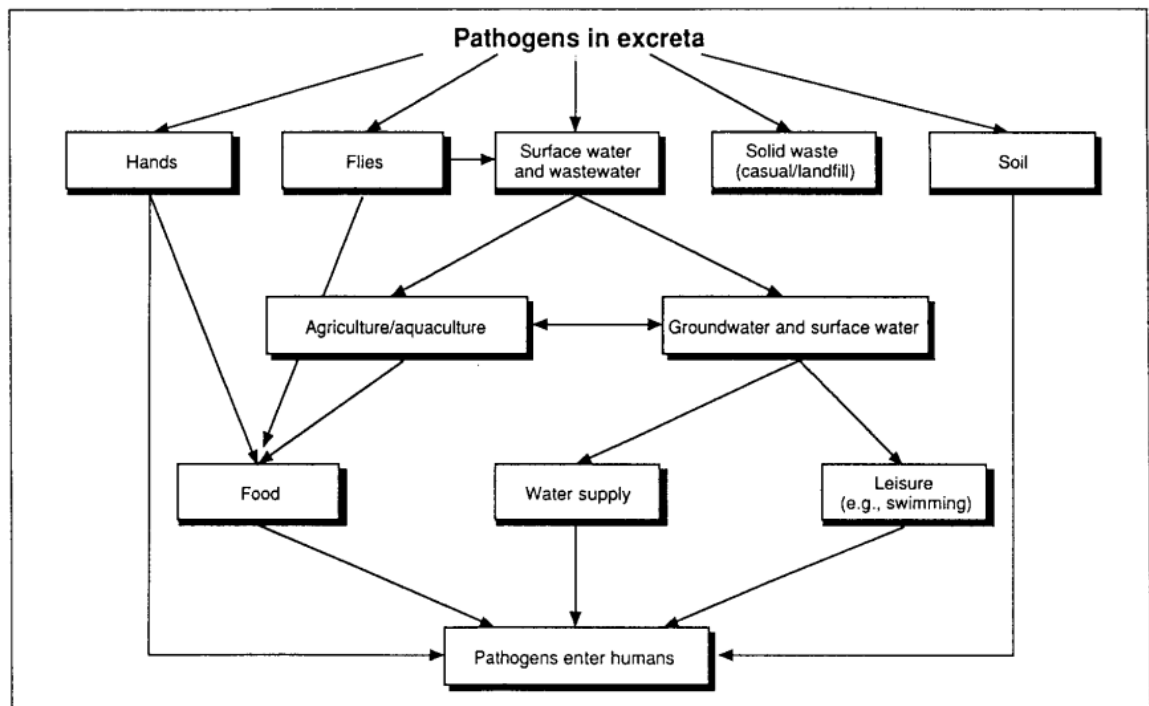 Pathogens in excreta
Hands
Flies
Surface water
and wastewater
Solid waste
(casual/landfill)
Soil
Agriculture/aquaculture
Groundwater and surface water
Food
Water supply
Leisure
(e.g., swimming)
Pathogens enter humans